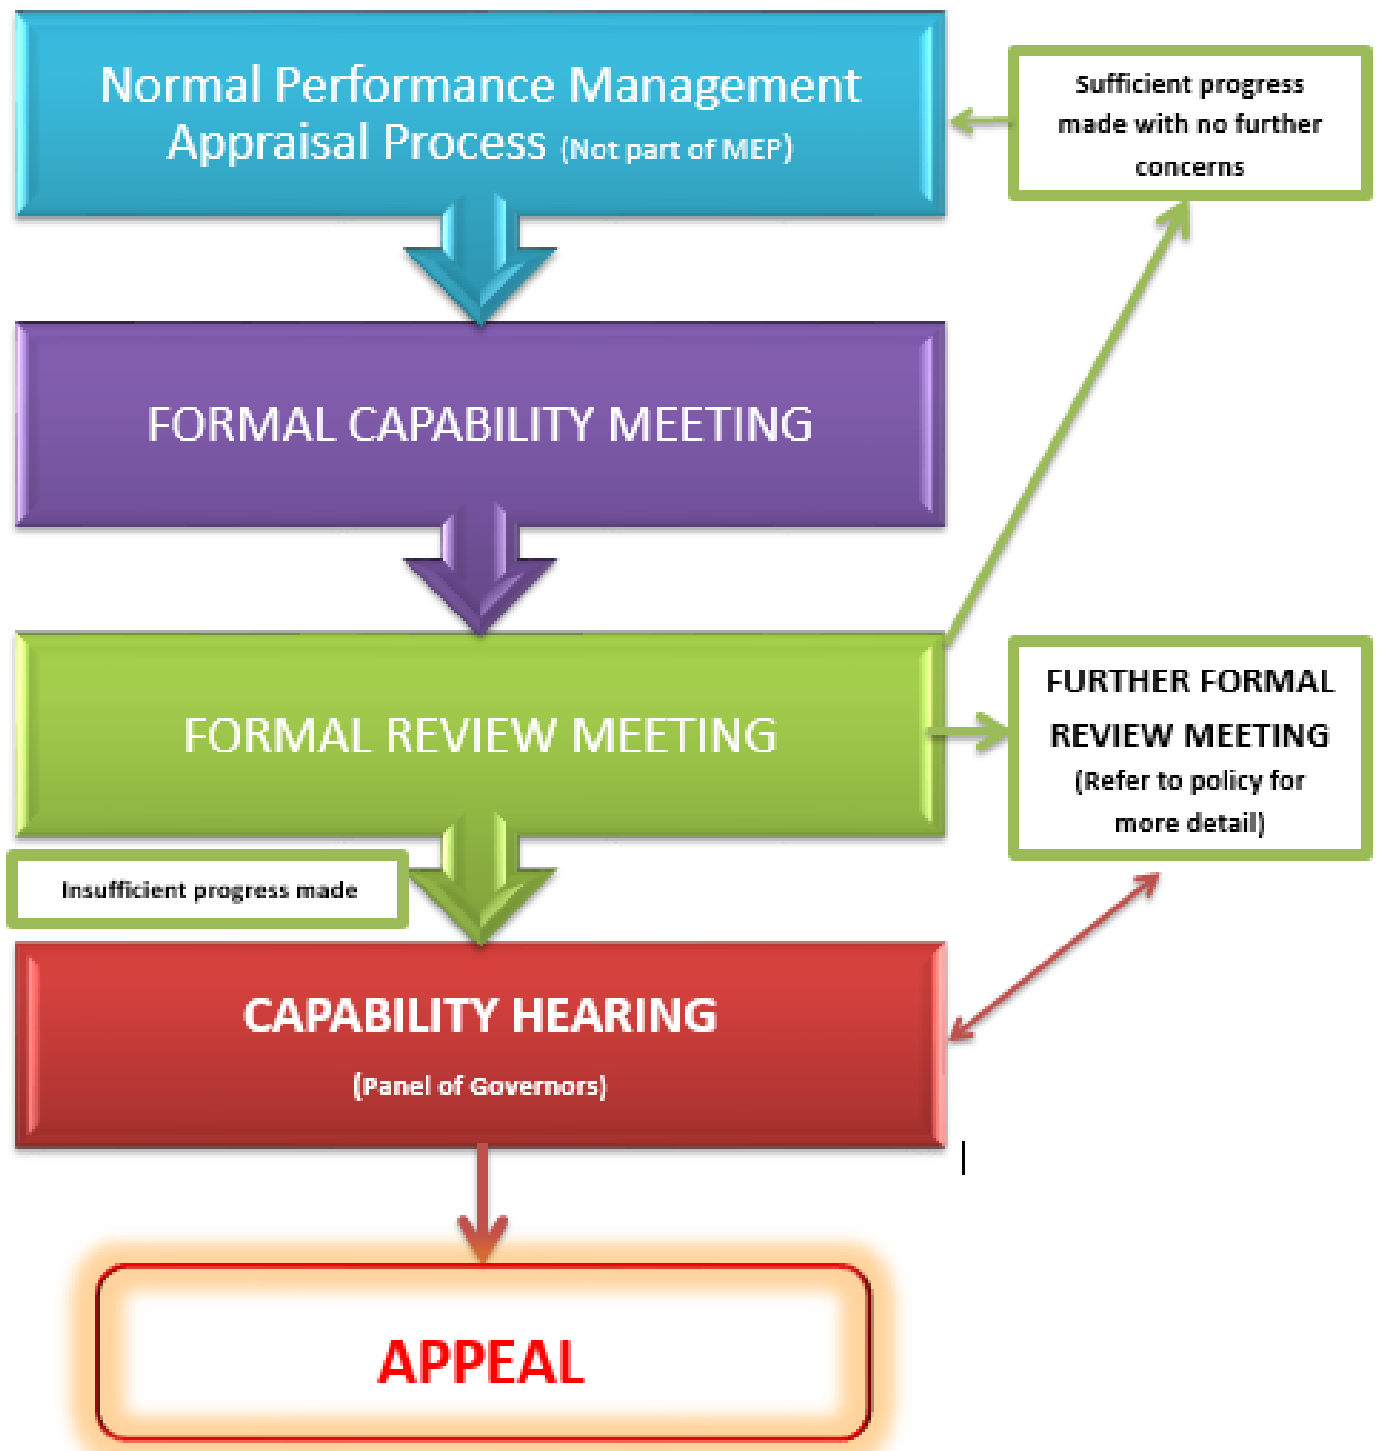 Normal Performance Management
Appraisal Process (Not part of MEP)
Sufficient progress
made with no further
concerns
FORMAL CAPABILITY MEETING
FORMAL REVIEW MEETING
FURTHER FORMAL
REVIEW MEETING
(Refer to policy for
more detail)
Insufficient progress made
CAPABILITY HEARING
(Panel of Governors)
APPEAL